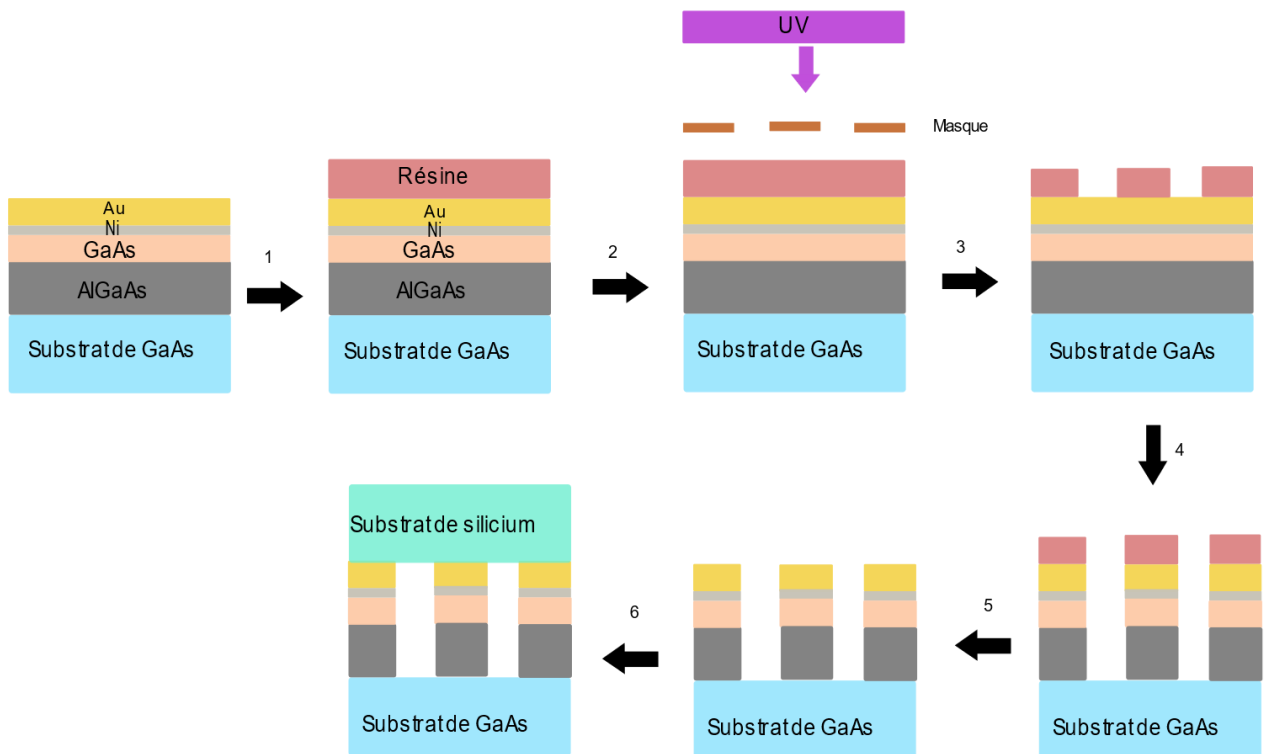 UV
Masque
Résine
Au
Ni
GaAs
AlGaAs
Substrat de GaAs
1
Au
Ni
GaAs
AlGaAs
Substrat de GaAs
2
Substrat de GaAs
3
Substrat de GaAs
4
Substrat de silicium
Substrat de GaAs
6
Substrat de GaAs
5
Substrat de GaAs